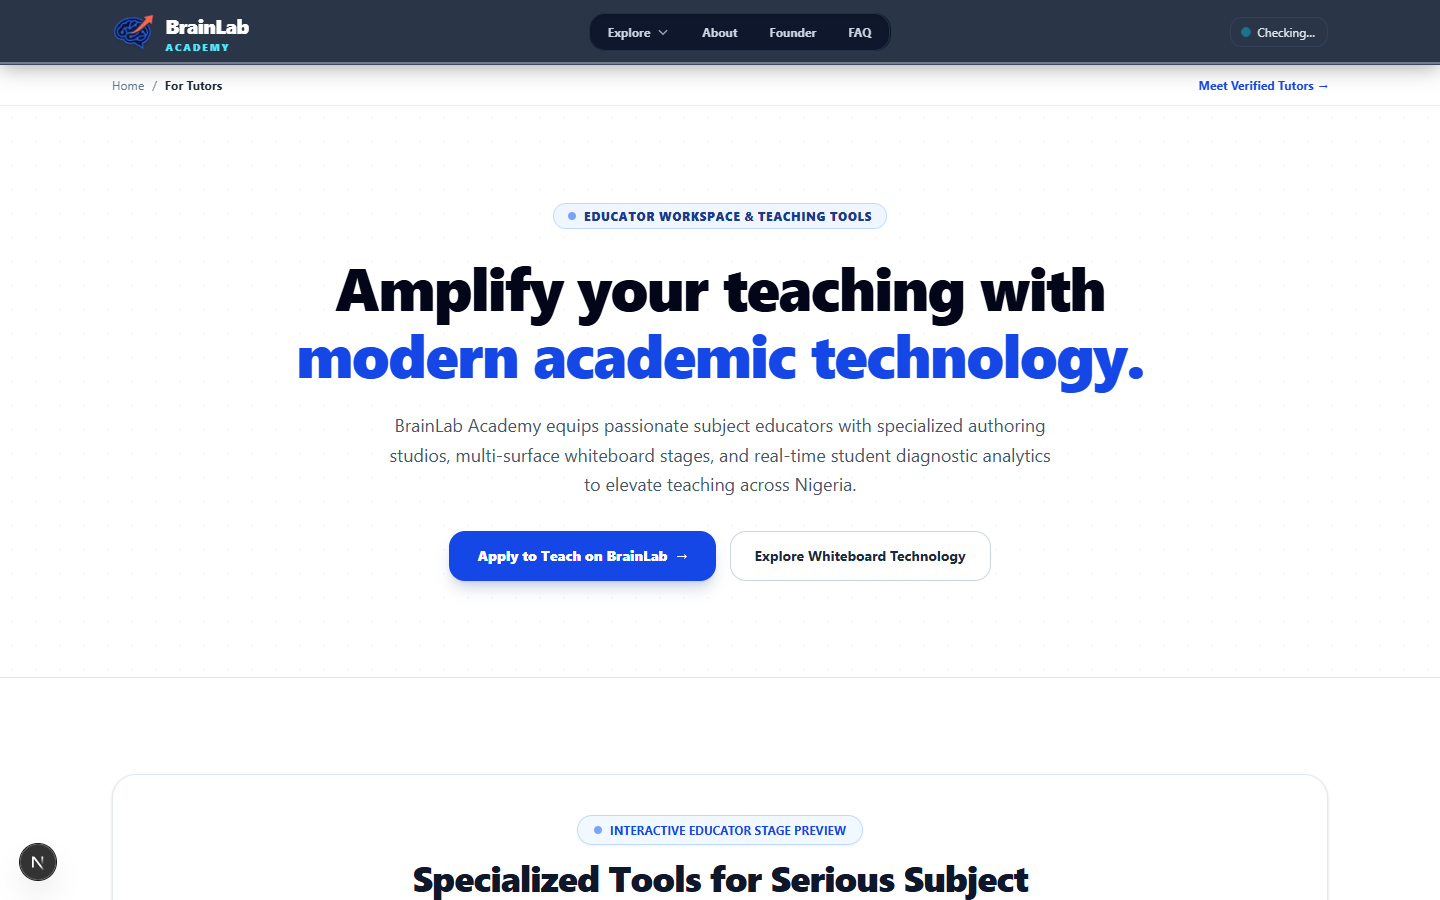 BrainLab
ACADEMY
Explore
About
Founder
FAQ
Checking...
Home / For Tutors
Meet Verified Tutors →
EDUCATOR WORKSPACE & TEACHING TOOLS
Amplify your teaching with
modern academic technology.
BrainLab Academy equips passionate subject educators with specialized authoring
studios, multi-surface whiteboard stages, and real-time student diagnostic analytics
to elevate teaching across Nigeria.
Apply to Teach on BrainLab →
Explore Whiteboard Technology
INTERACTIVE EDUCATOR STAGE PREVIEW
Specialized Tools for Serious Subject
N